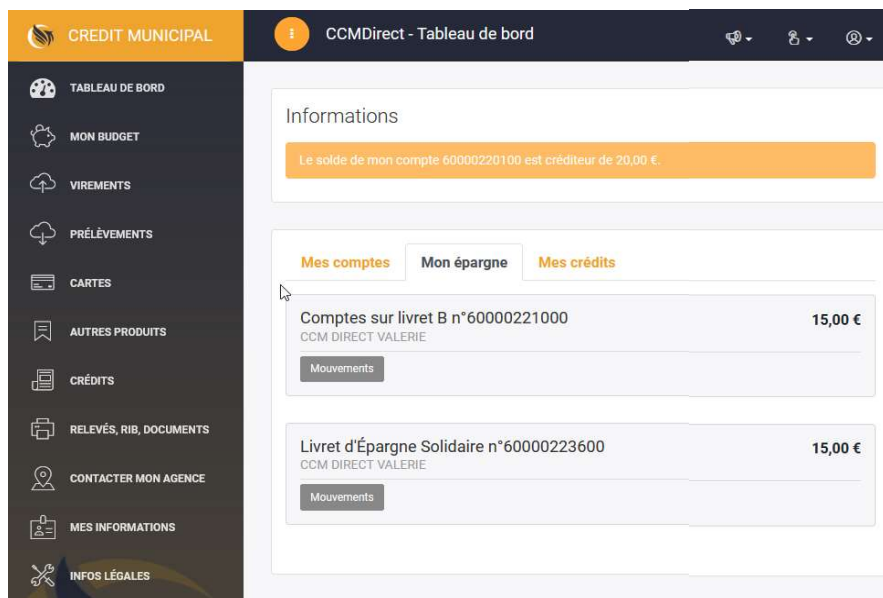 CREDIT MUNICIPAL
CCMDirect - Tableau de bord
TABLEAU DE BORD
MON BUDGET
VIREMENTS
PRÉLÈVEMENTS
CARTES
AUTRES PRODUITS
CRÉDITS
RELEVÉS, RIB, DOCUMENTS
CONTACTER MON AGENCE
MES INFORMATIONS
INFOS LÉGALES
Informations
Le solde de mon compte 60000220100 est créditeur de 20,00 €.
Mes comptes Mon épargne Mes crédits
Comptes sur livret B n°60000221000 15,00 €
CCM DIRECT VALERIE
Mouvements
Livret d'Épargne Solidaire n°60000223600 15,00 €
CCM DIRECT VALERIE
Mouvements